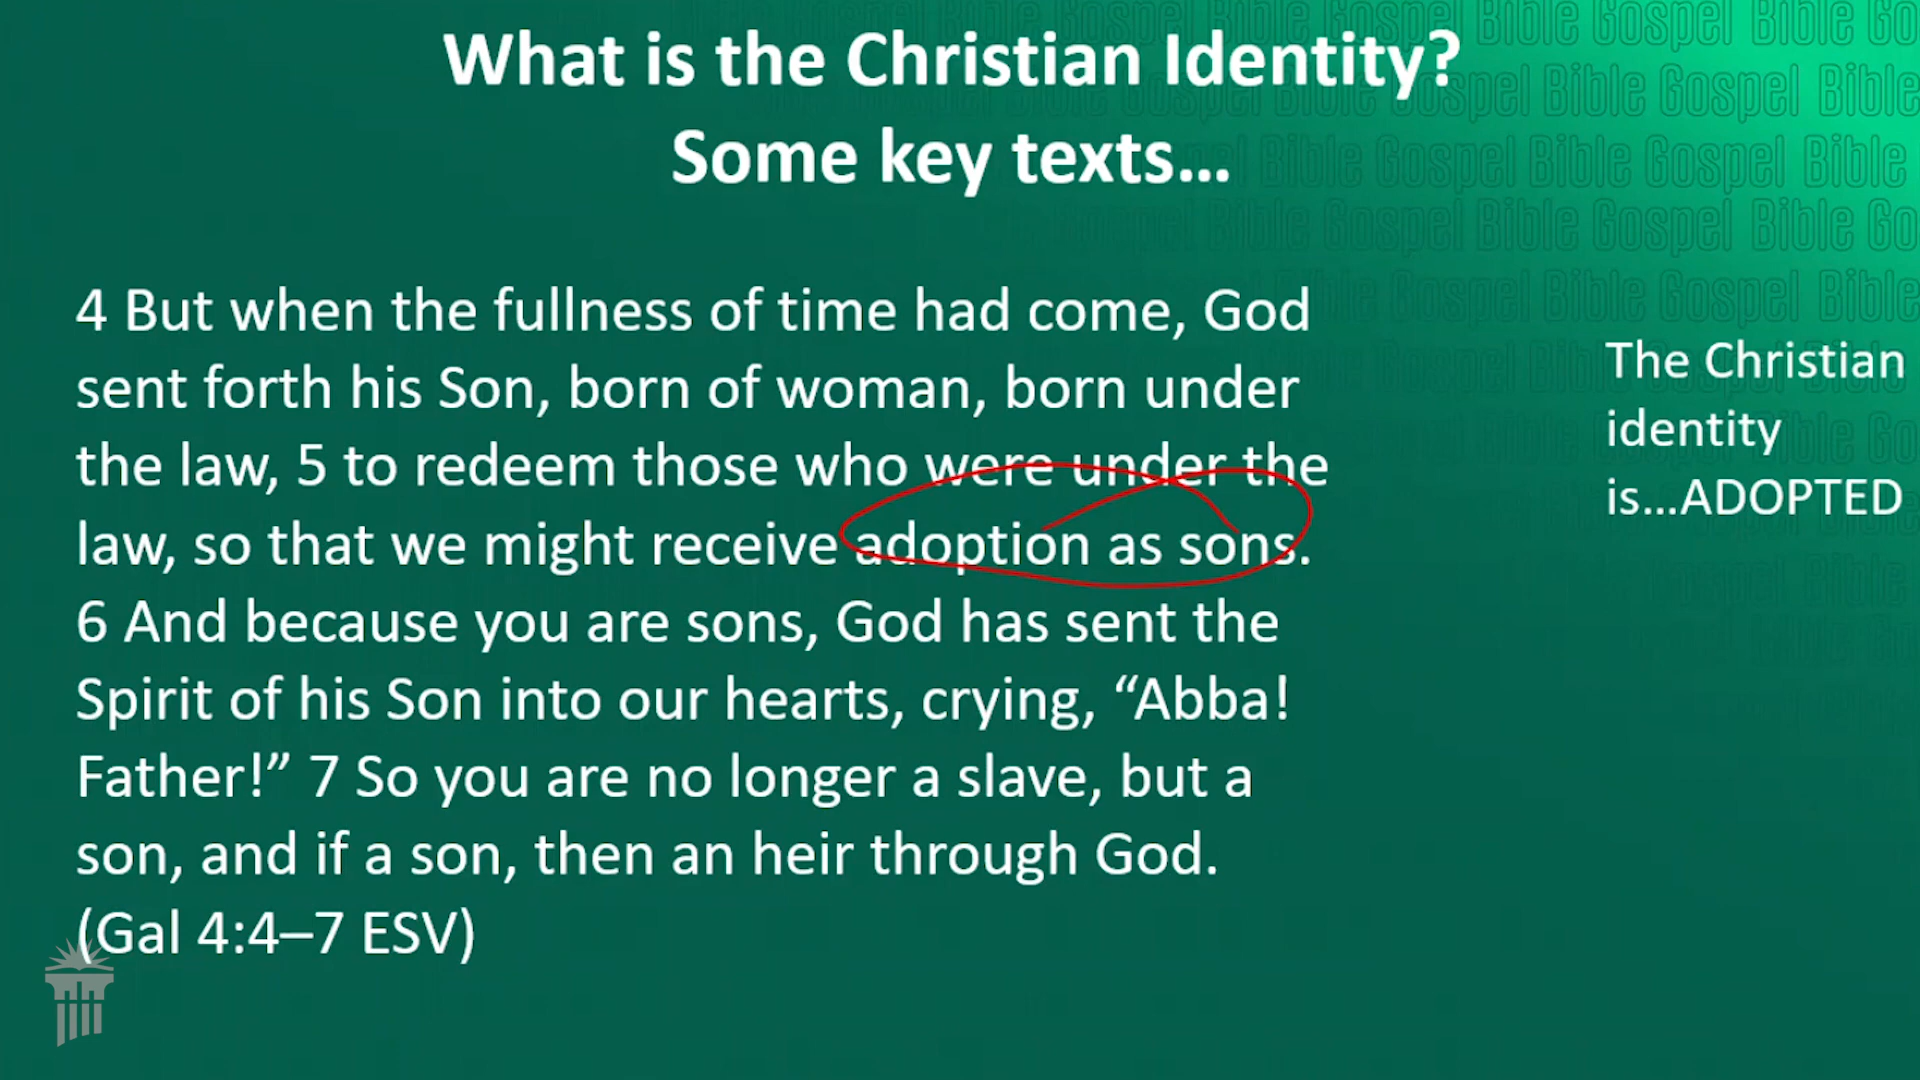 What is the Christian Identity?
Some key texts...
4 But when the fullness of time had come, God
sent forth his Son, born of woman, born under
the law, 5 to redeem those who were under the
law, so that we might receive adoption as sons.
6 And because you are sons, God has sent the
Spirit of his Son into our hearts, crying, “Abba!
Father!” 7 So you are no longer a slave, but a
son, and if a son, then an heir through God.
(Gal 4:4–7 ESV)
The Christian
identity
is...ADOPTED